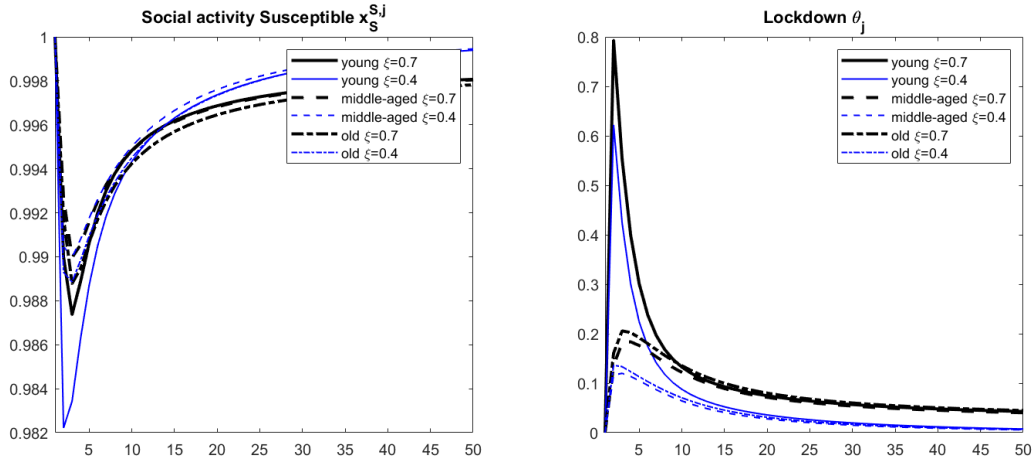 Social activity Susceptible x_S^{S,j}
1
0.998
0.996
0.994
0.992
0.99
0.988
0.986
0.984
0.982
5 10 15 20 25 30 35 40 45 50
young ξ=0.7
young ξ=0.4
middle-aged ξ=0.7
middle-aged ξ=0.4
old ξ=0.7
old ξ=0.4
Lockdown θ_j
0.8
0.7
0.6
0.5
0.4
0.3
0.2
0.1
0
5 10 15 20 25 30 35 40 45 50
young ξ=0.7
young ξ=0.4
middle-aged ξ=0.7
middle-aged ξ=0.4
old ξ=0.7
old ξ=0.4